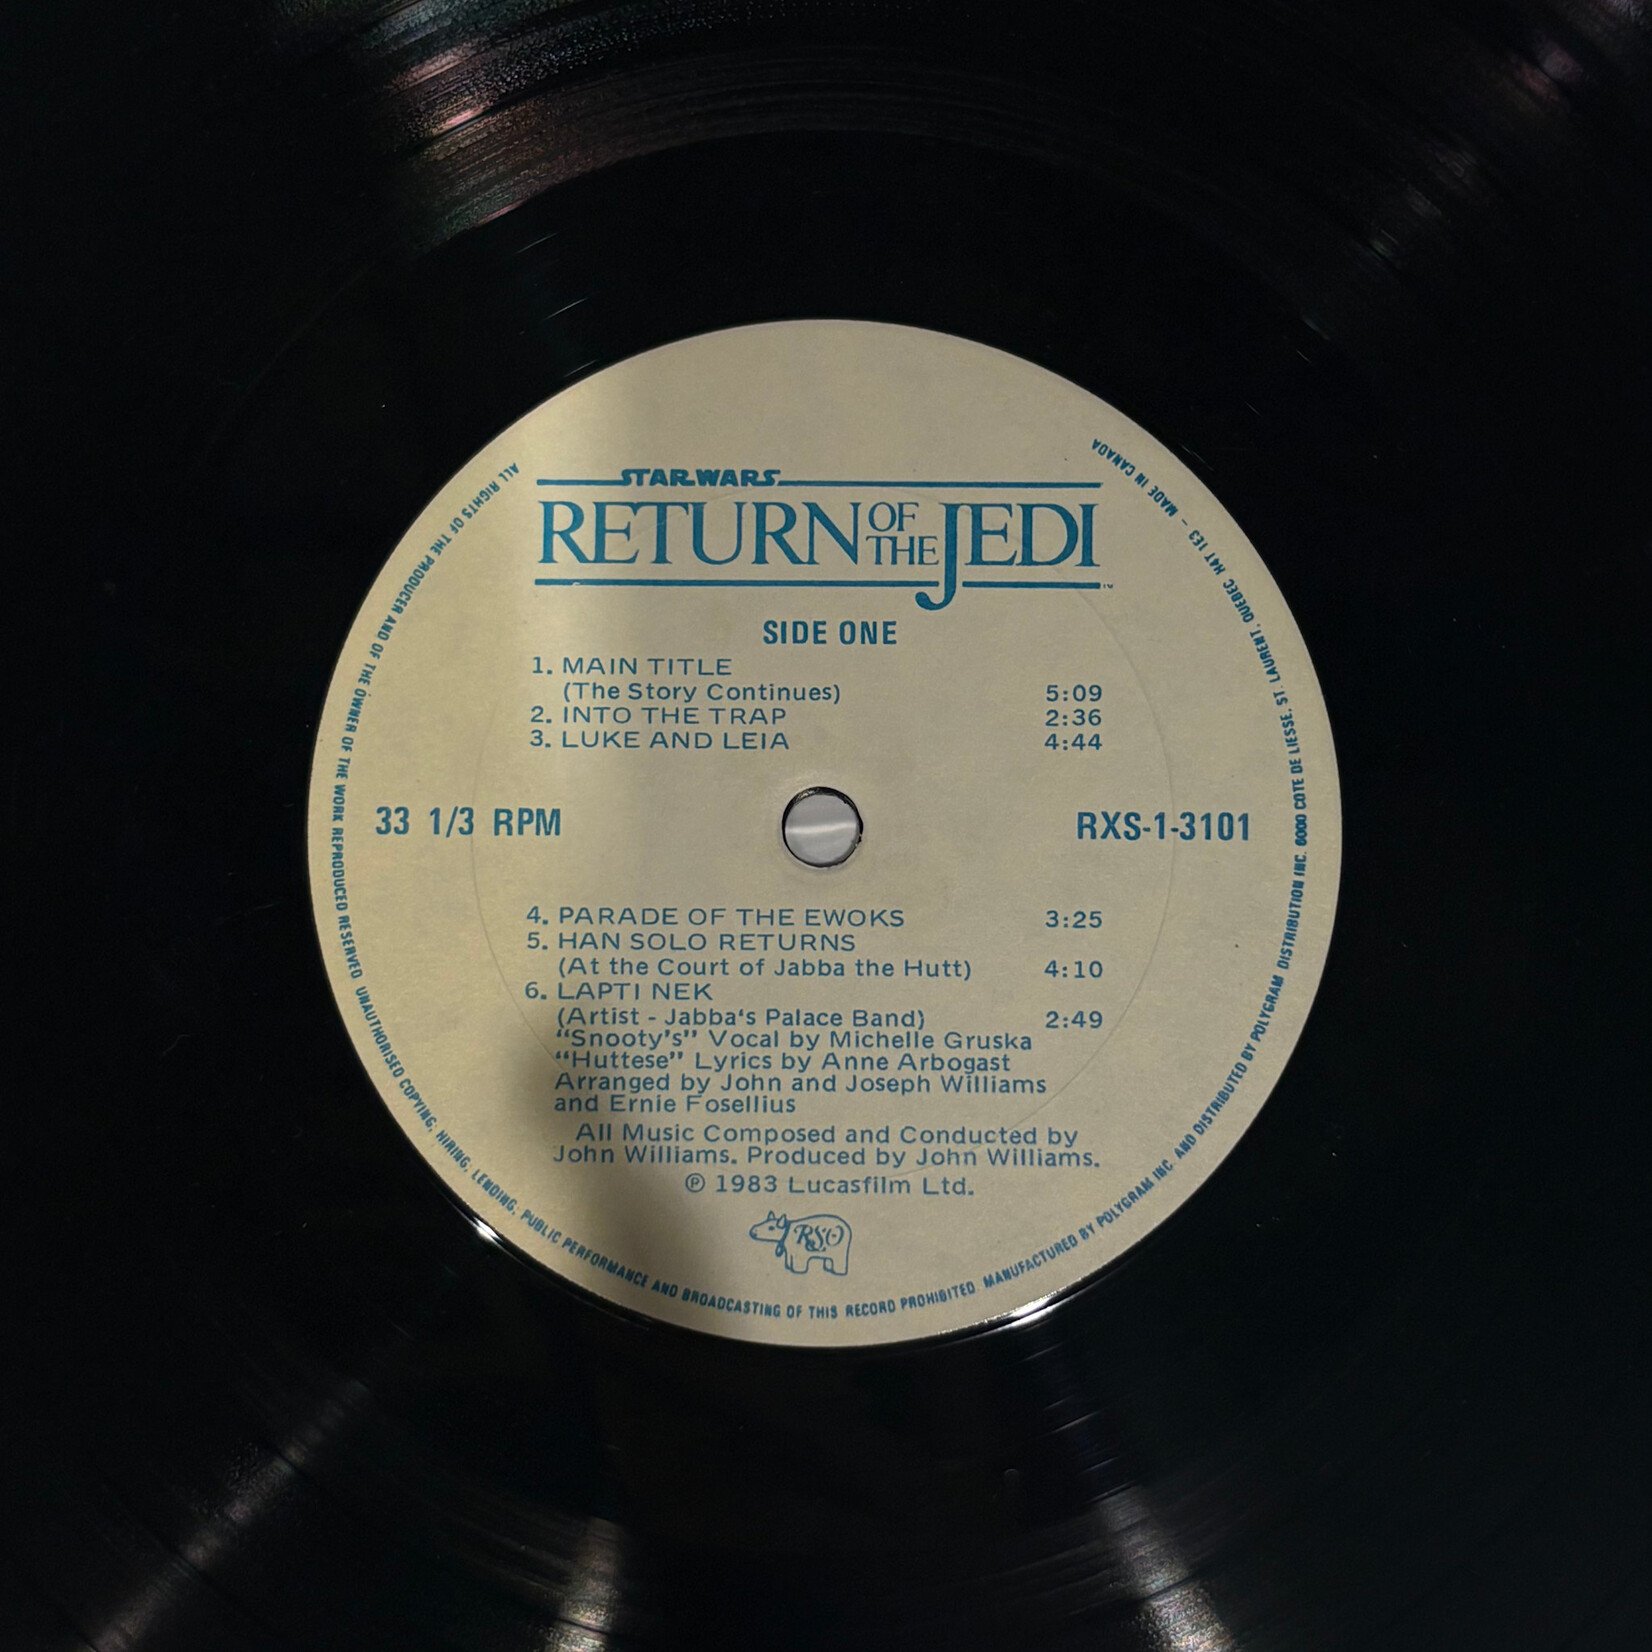 STAR WARS
RETURN OF THE JEDI
™
SIDE ONE
1. MAIN TITLE
(The Story Continues) 5:09
2. INTO THE TRAP 2:36
3. LUKE AND LEIA 4:44
33 1/3 RPM
RXS-1-3101
4. PARADE OF THE EWOKS 3:25
5. HAN SOLO RETURNS
(At the Court of Jabba the Hutt) 4:10
6. LAPTI NEK
(Artist - Jabba's Palace Band) 2:49
"Snooty's" Vocal by Michelle Gruska
"Huttese" Lyrics by Anne Arbogast
Arranged by John and Joseph Williams
and Ernie Fosellius
All Music Composed and Conducted by
John Williams. Produced by John Williams.
℗ 1983 Lucasfilm Ltd.
RSO
ALL RIGHTS OF THE PRODUCER AND OF THE OWNER OF THE WORK REPRODUCED RESERVED UNAUTHORISED COPYING, HIRING, LENDING, PUBLIC PERFORMANCE AND BROADCASTING OF THIS RECORD PROHIBITED. MANUFACTURED BY POLYGRAM INC. AND DISTRIBUTED BY POLYGRAM DISTRIBUTION INC. 6000 COTE DE LIESSE, ST. LAURENT, QUEBEC H4T 1E3 – MADE IN CANADA